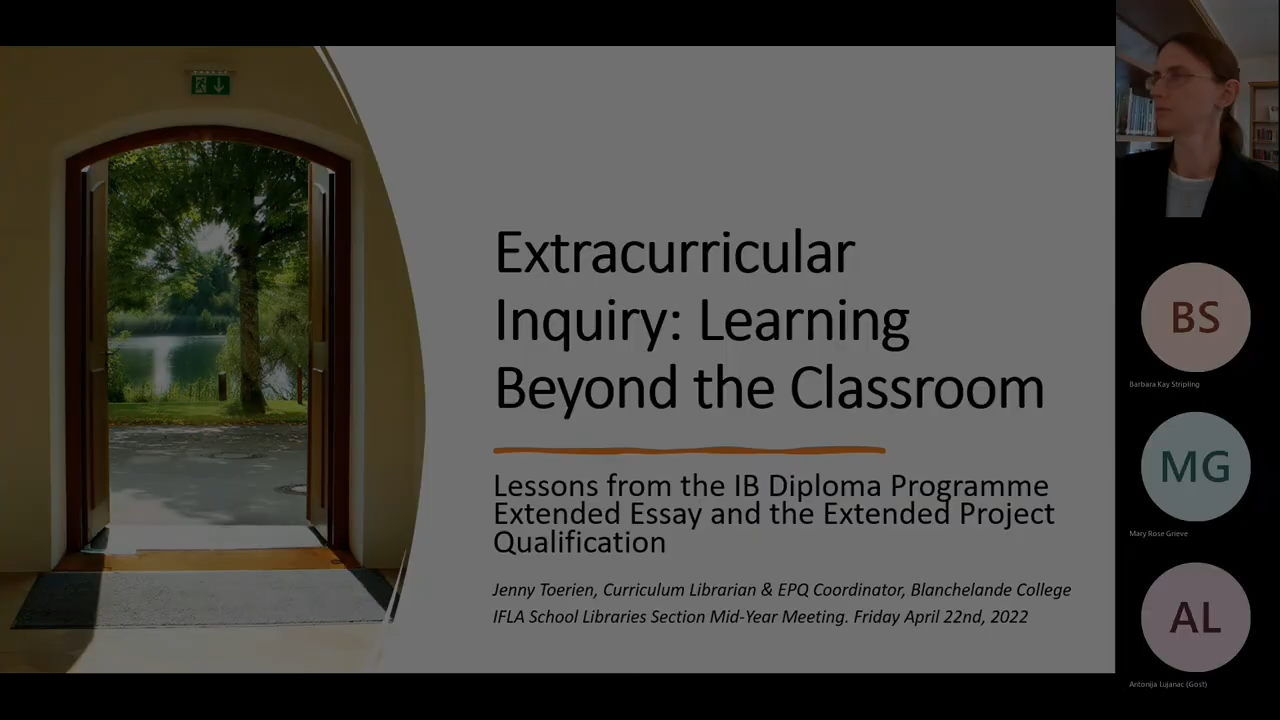 Extracurricular
Inquiry: Learning
Beyond the Classroom
Lessons from the IB Diploma Programme
Extended Essay and the Extended Project
Qualification
Jenny Toerien, Curriculum Librarian & EPQ Coordinator, Blanchelande College
IFLA School Libraries Section Mid-Year Meeting. Friday April 22nd, 2022
BS
Barbara Kay Stripling
MG
Mary Rose Grieve
AL
Antonija Lujanac (Gost)